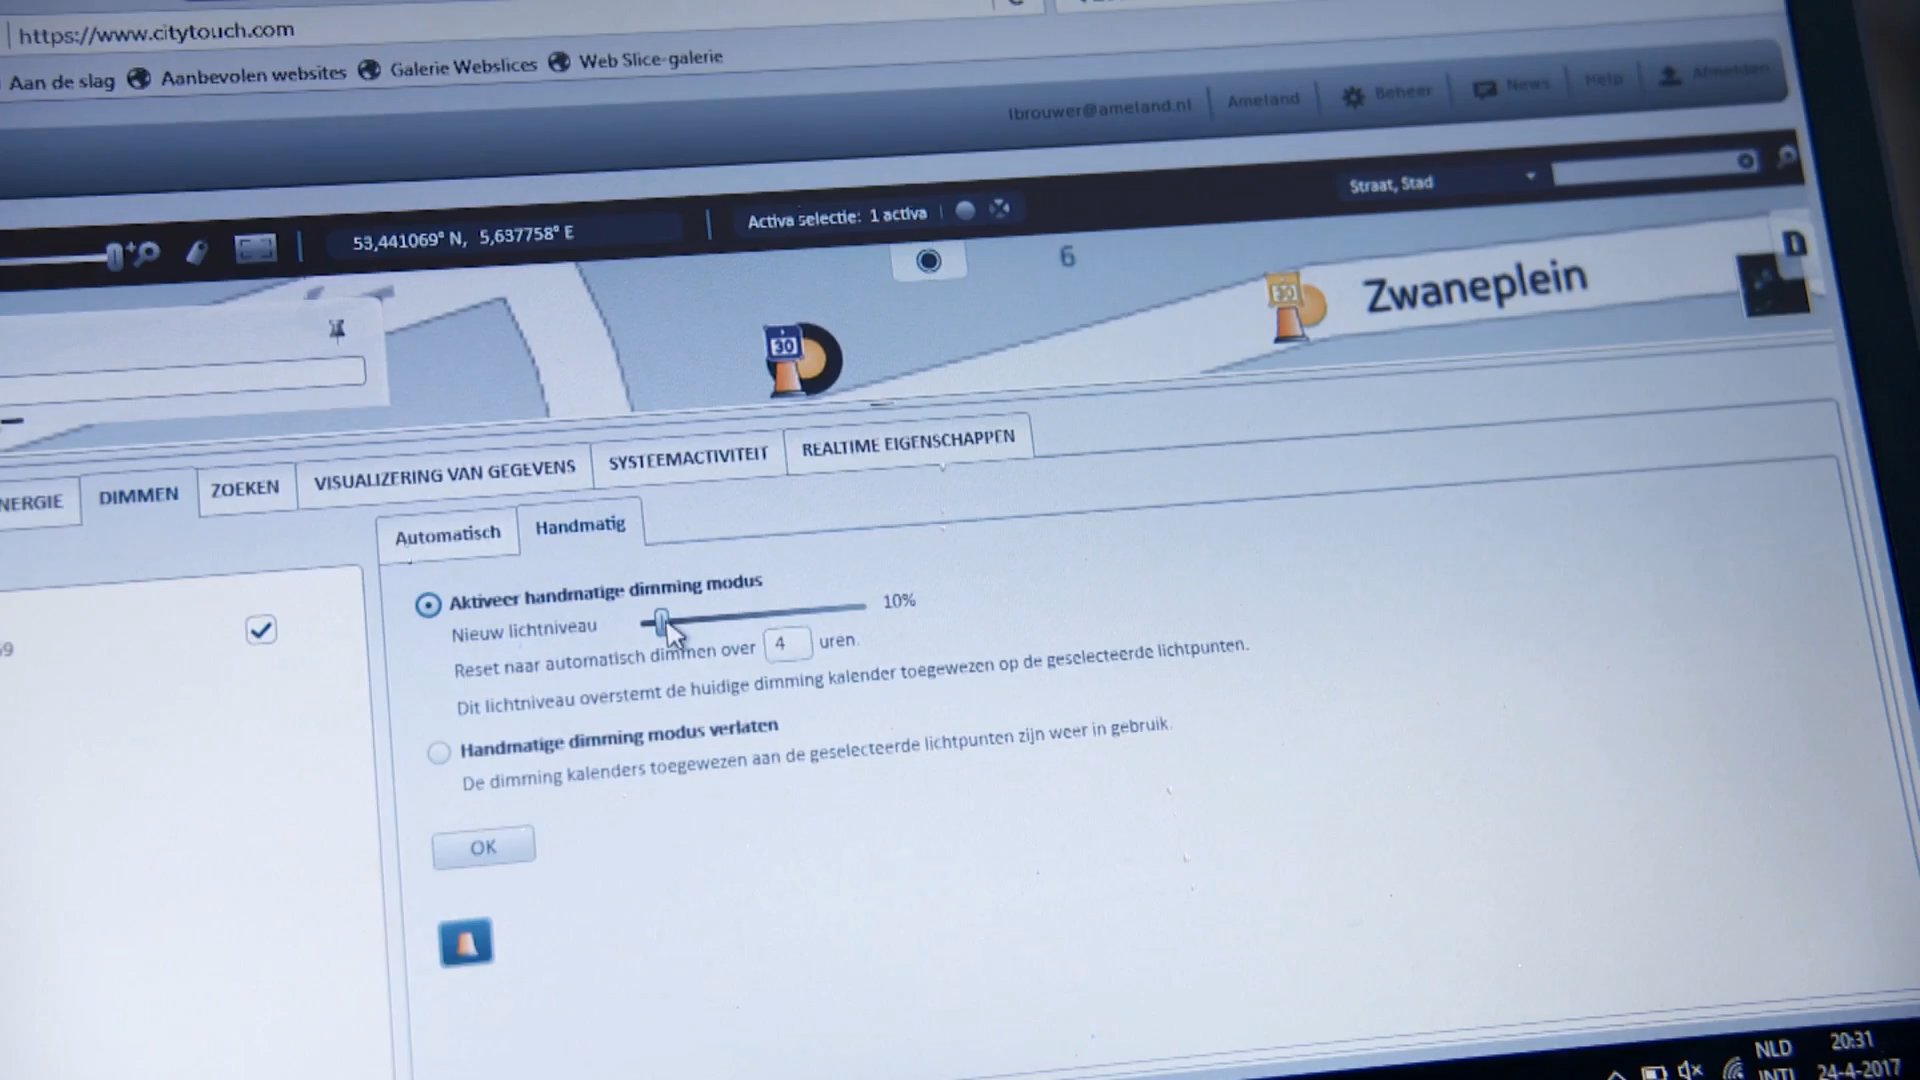 https://www.citytouch.com
Aan de slag Aanbevolen websites Galerie Webslices Web Slice-galerie
lbrouwer@ameland.nl Ameland Beheer News Help Afmelden
Straat, Stad
53,441069° N, 5,637758° E Activa selectie: 1 activa
6
30
30
Zwaneplein
NERGIE DIMMEN ZOEKEN VISUALIZERING VAN GEGEVENS SYSTEEMACTIVITEIT REALTIME EIGENSCHAPPEN
Automatisch Handmatig
Aktiveer handmatige dimming modus
Nieuw lichtniveau 10%
Reset naar automatisch dimmen over 4 uren.
Dit lichtniveau overstemt de huidige dimming kalender toegewezen op de geselecteerde lichtpunten.
Handmatige dimming modus verlaten
De dimming kalenders toegewezen aan de geselecteerde lichtpunten zijn weer in gebruik.
OK
NLD 20:31
INTL 24-4-2017